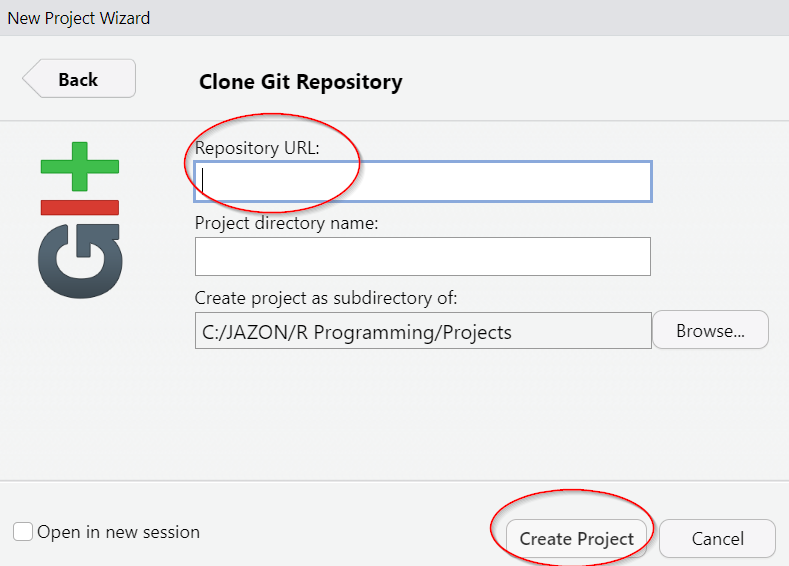 New Project Wizard
Back
Clone Git Repository
GIT
Repository URL:
Project directory name:
Create project as subdirectory of:
C:/JAZON/R Programming/Projects
Browse...
Open in new session
Create Project
Cancel